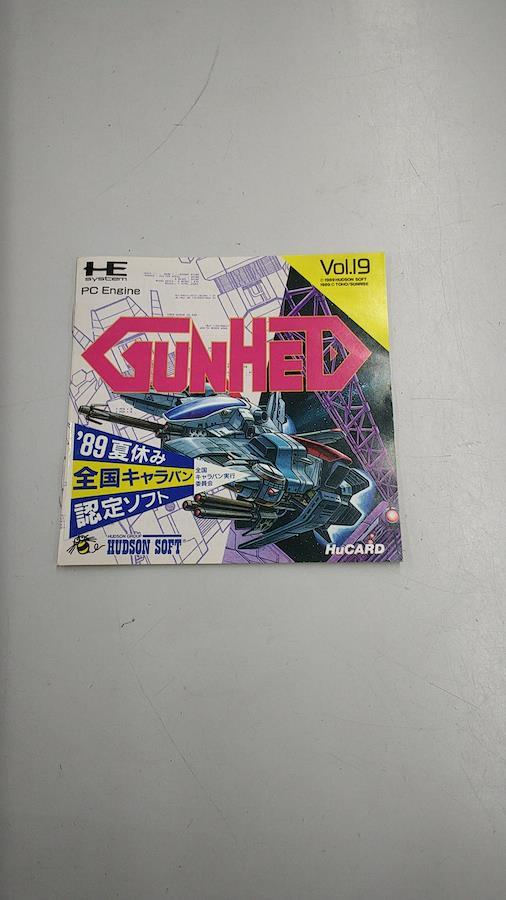 HE
system
PC Engine
Vol.19
©1989 HUDSON SOFT
1989 © TOHO/SUNRISE
GUNHED
'89夏休み
全国キャラバン
認定ソフト
全国
キャラバン実行
委員会
HUDSON GROUP
HUDSON SOFT®
HuCARD